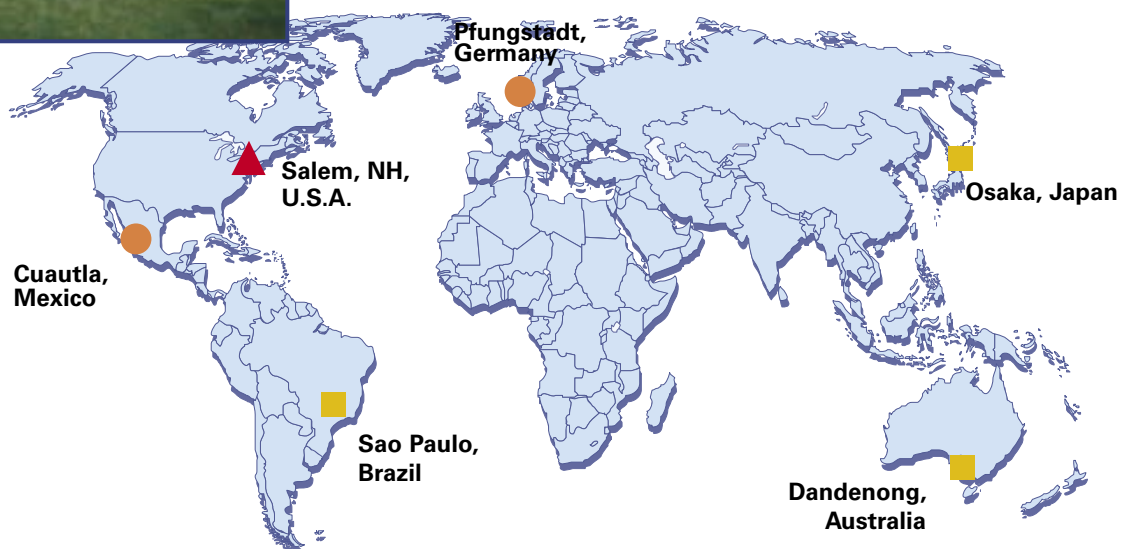 Pfungstadt,
Germany
Salem, NH,
U.S.A.
Osaka, Japan
Cuautla,
Mexico
Sao Paulo,
Brazil
Dandenong,
Australia